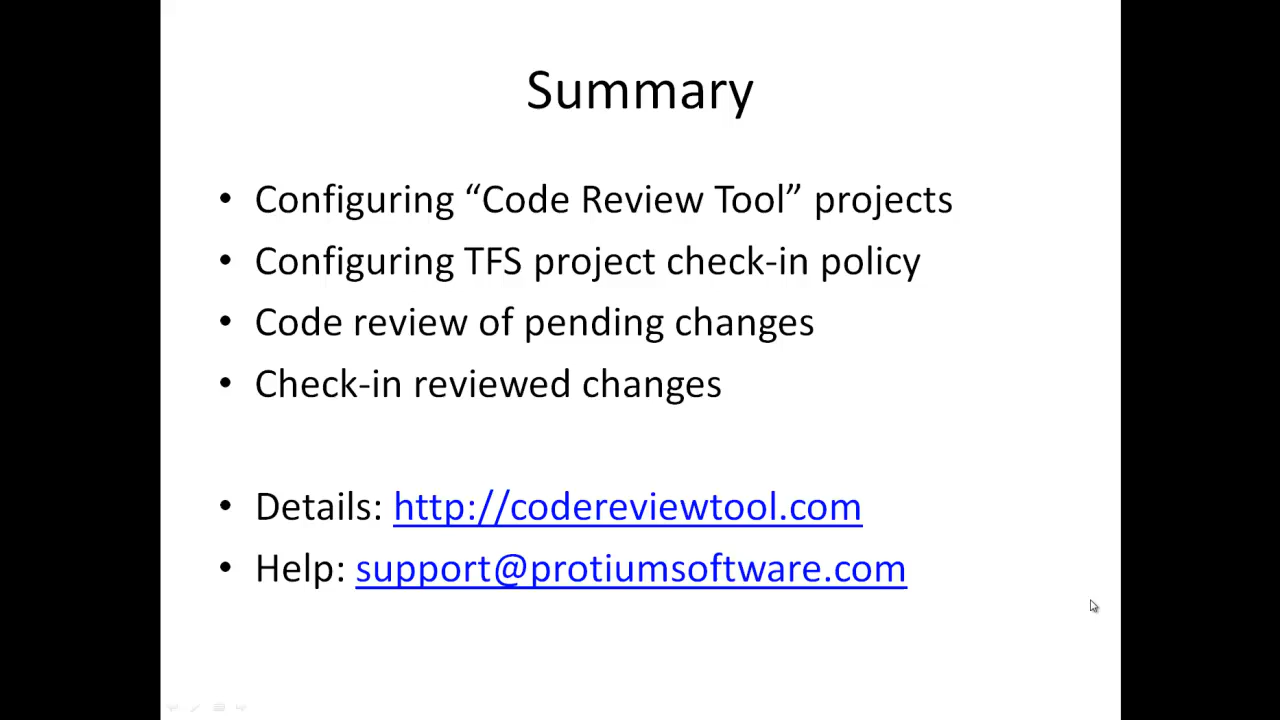 Summary
• Configuring “Code Review Tool” projects
• Configuring TFS project check-in policy
• Code review of pending changes
• Check-in reviewed changes
• Details: http://codereviewtool.com
• Help: support@protiumsoftware.com